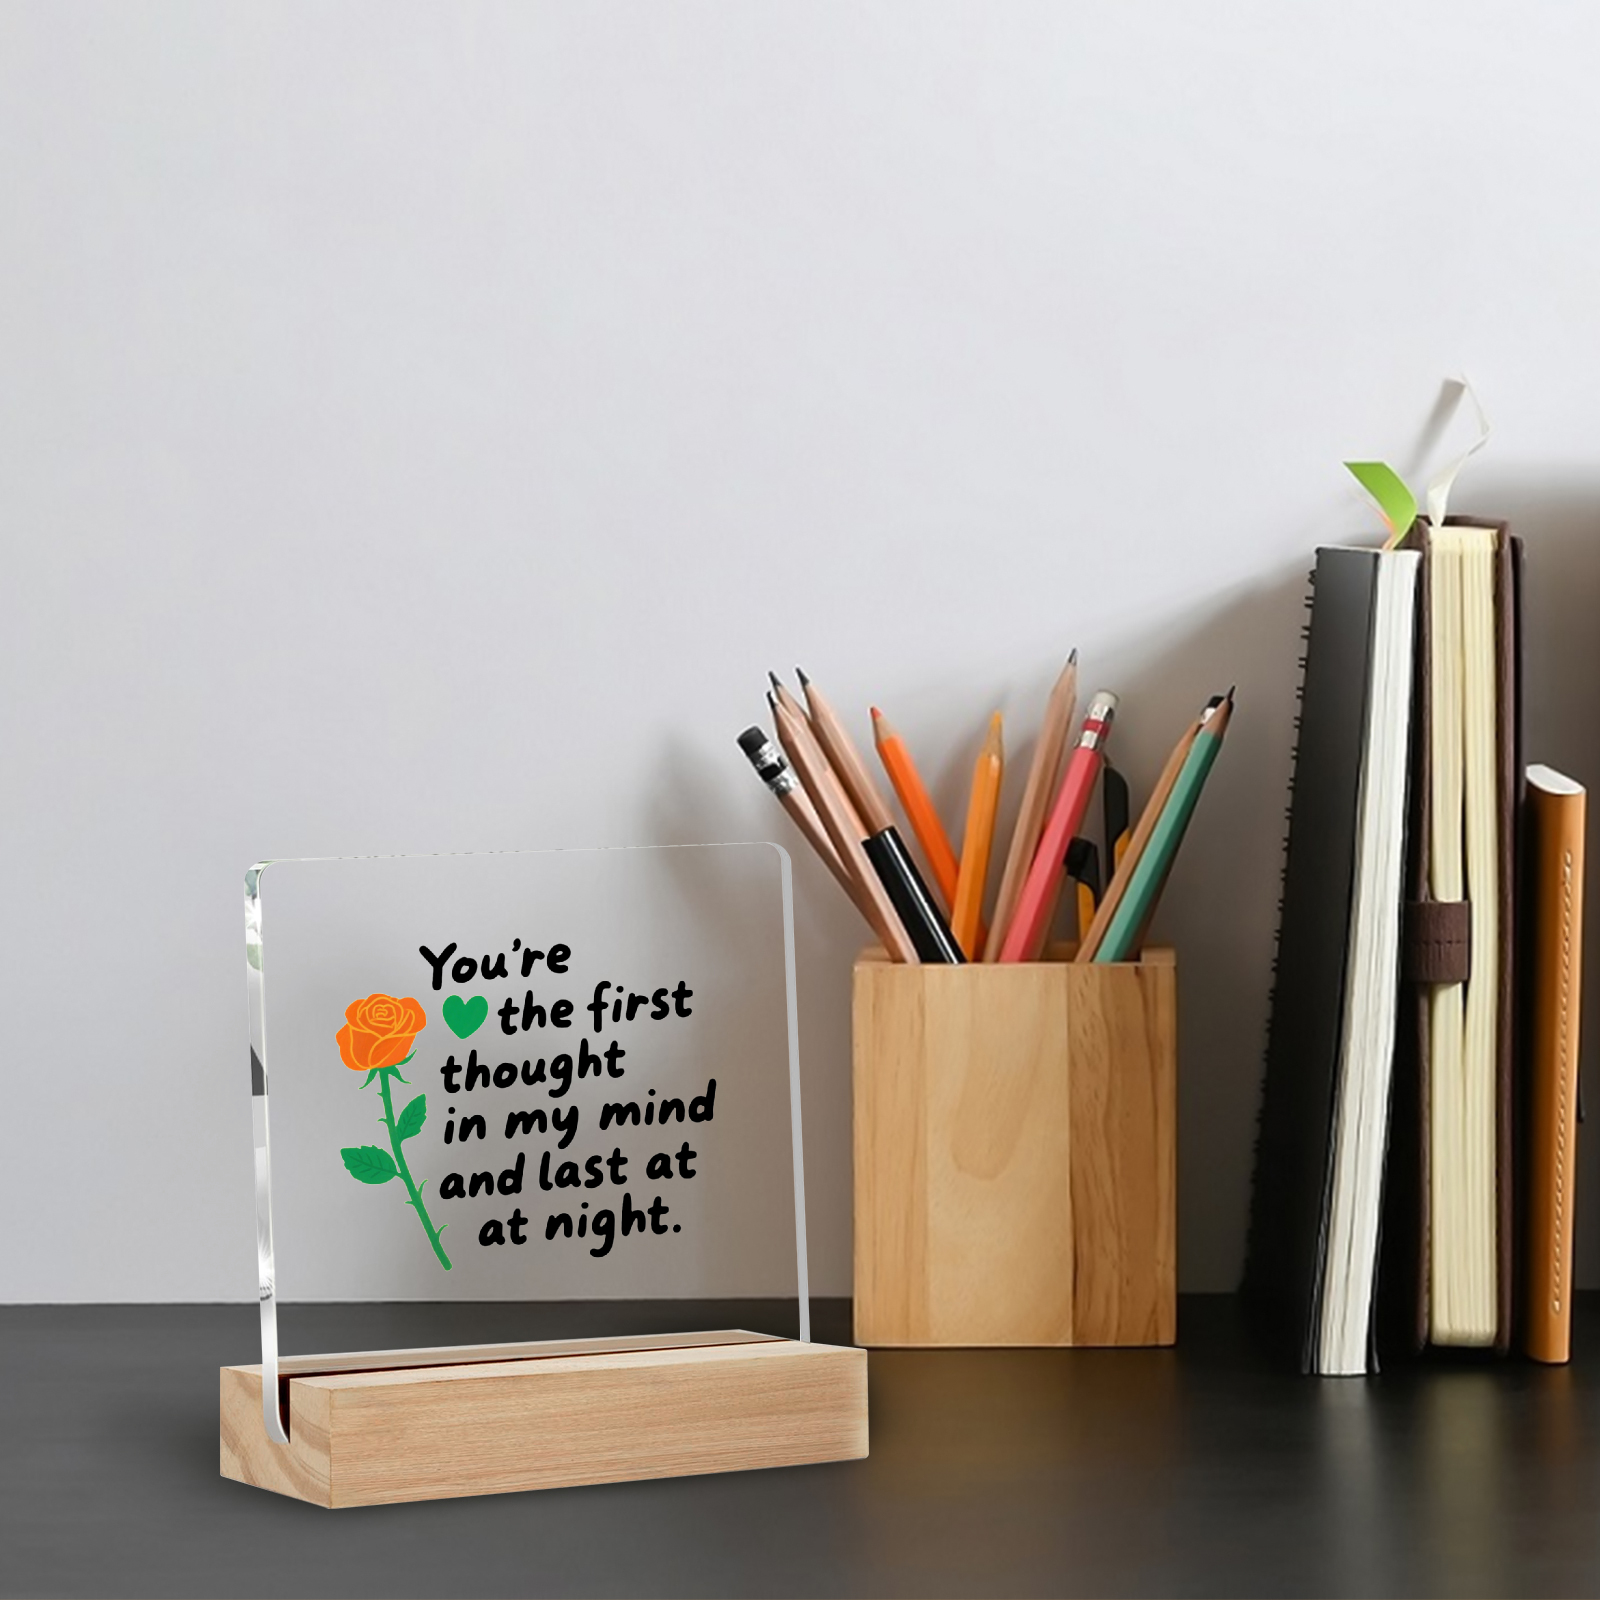 You're
the first
thought
in my mind
and last at
at night.